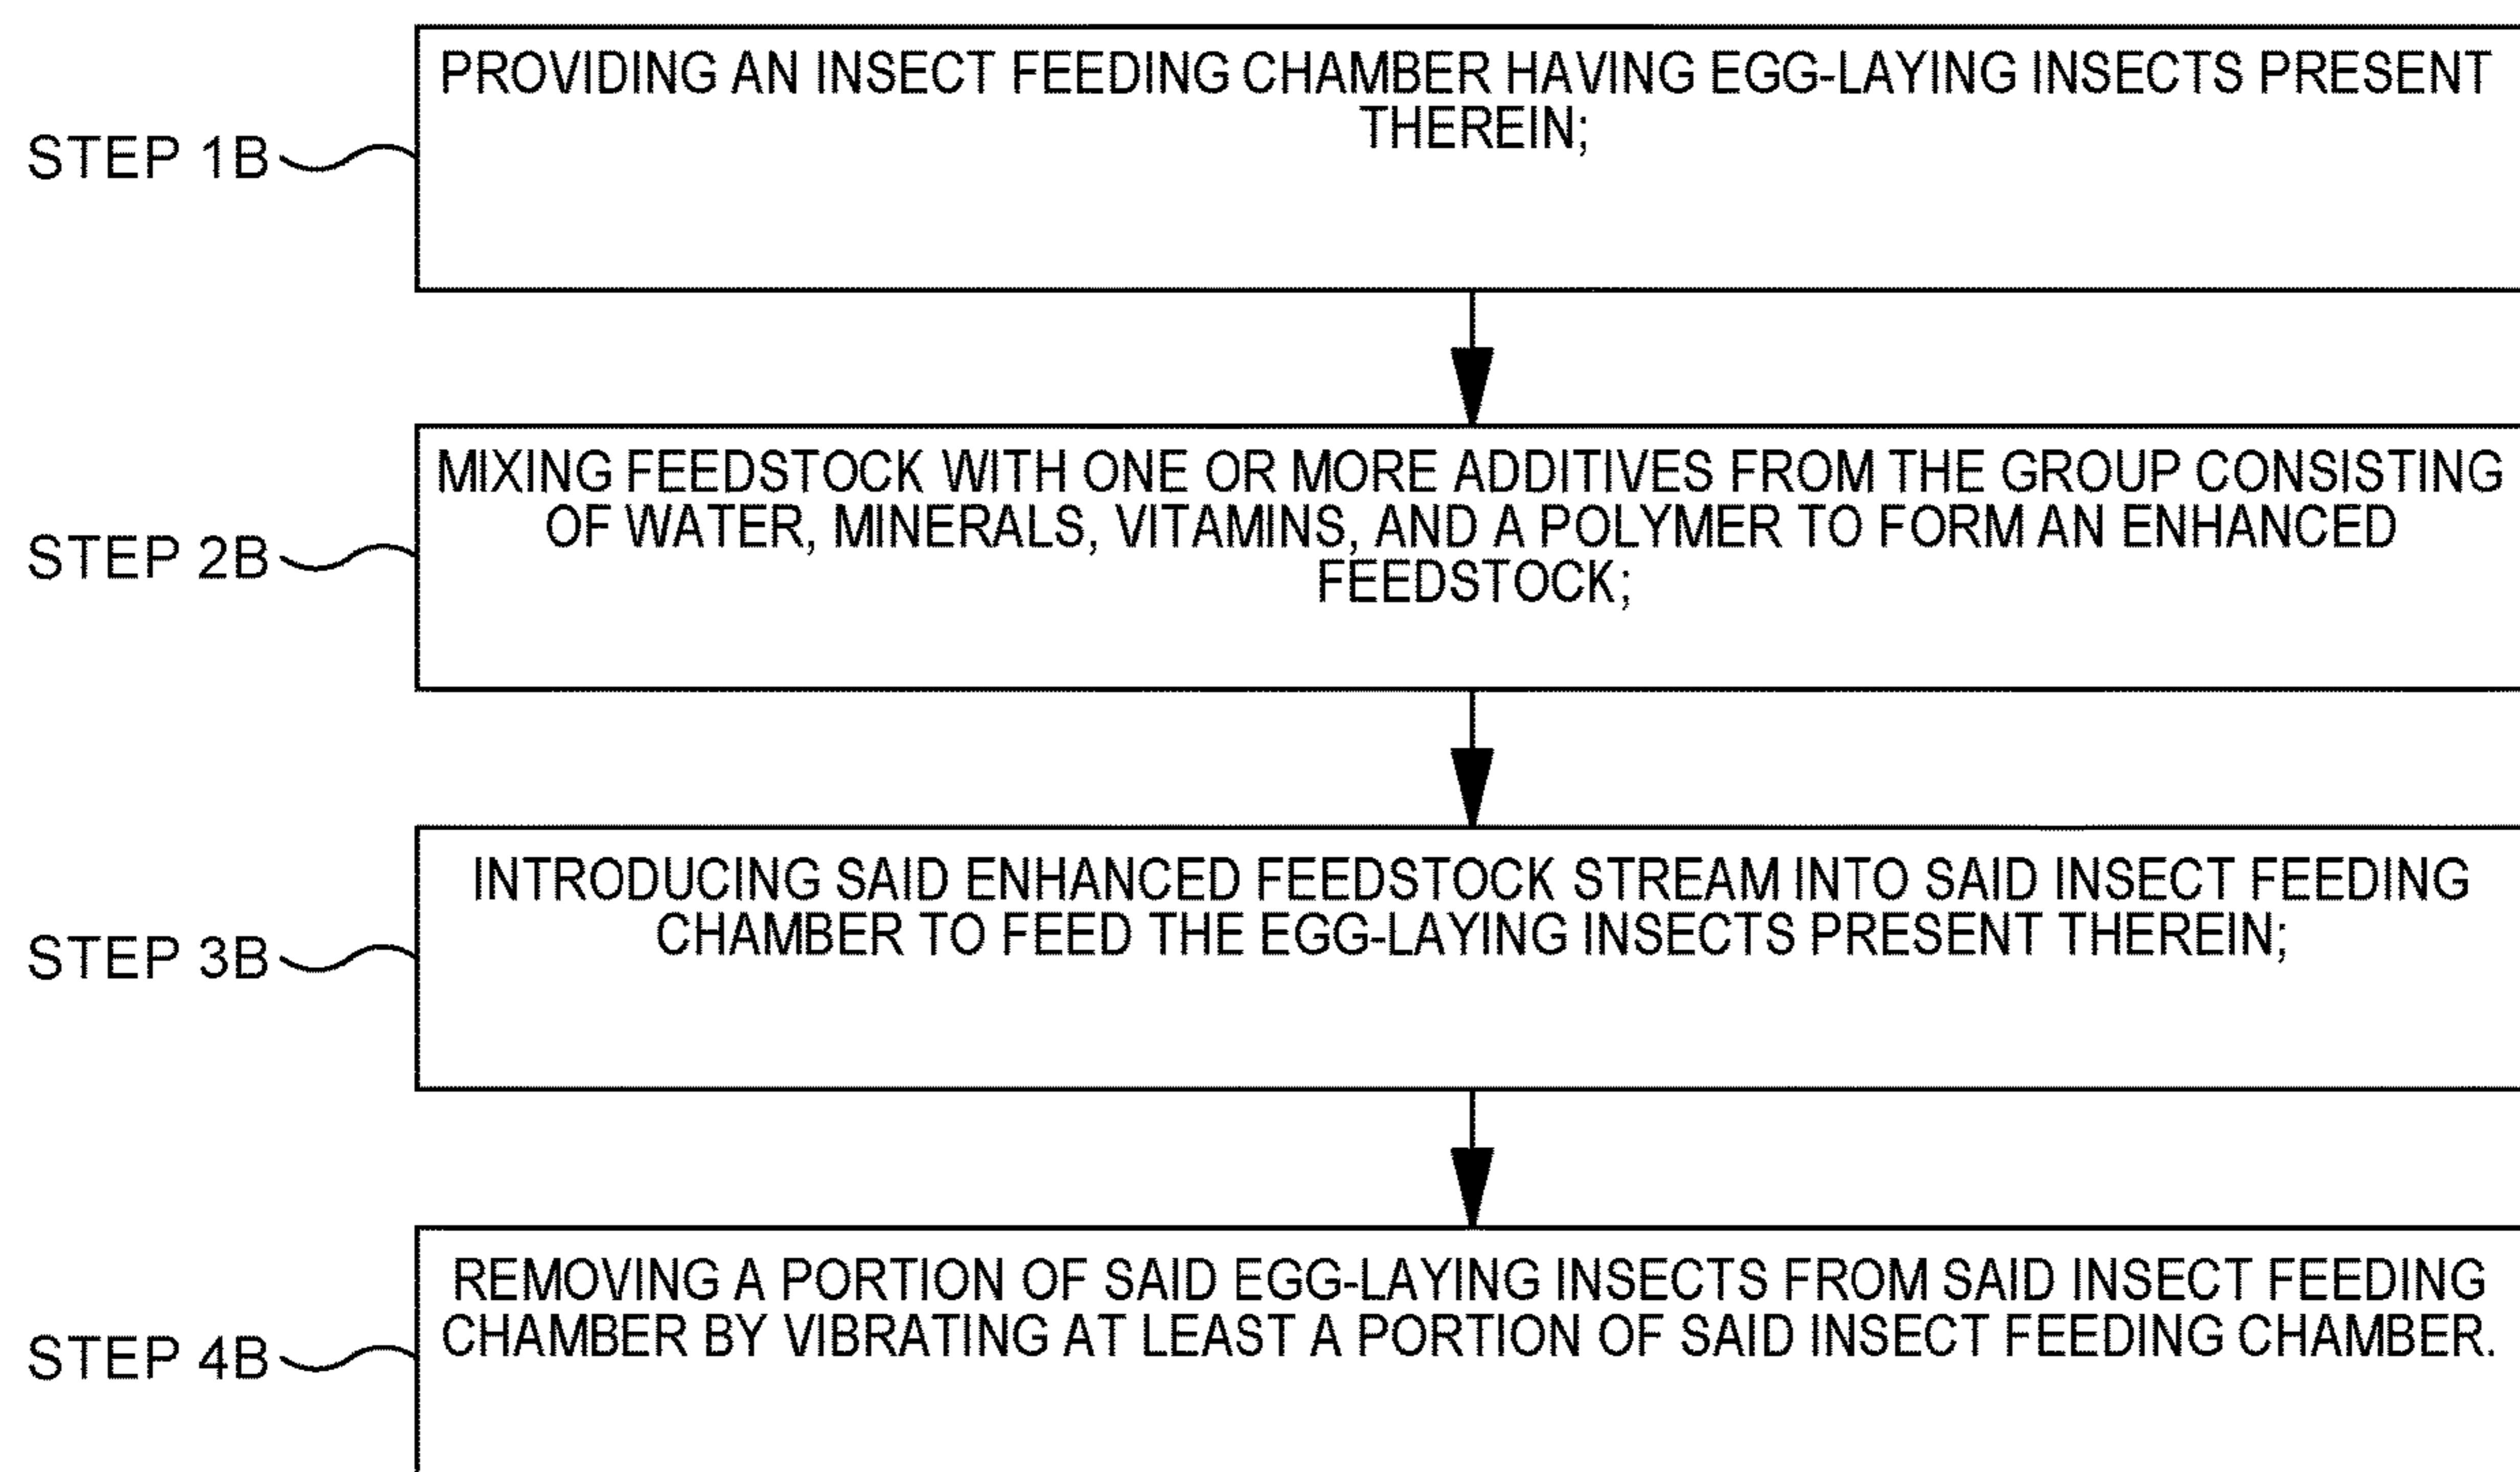 PROVIDING AN INSECT FEEDING CHAMBER HAVING EGG-LAYING INSECTS PRESENT
THEREIN;
STEP 1B
MIXING FEEDSTOCK WITH ONE OR MORE ADDITIVES FROM THE GROUP CONSISTING
OF WATER, MINERALS, VITAMINS, AND A POLYMER TO FORM AN ENHANCED
FEEDSTOCK;
STEP 2B
INTRODUCING SAID ENHANCED FEEDSTOCK STREAM INTO SAID INSECT FEEDING
CHAMBER TO FEED THE EGG-LAYING INSECTS PRESENT THEREIN;
STEP 3B
REMOVING A PORTION OF SAID EGG-LAYING INSECTS FROM SAID INSECT FEEDING
CHAMBER BY VIBRATING AT LEAST A PORTION OF SAID INSECT FEEDING CHAMBER.
STEP 4B